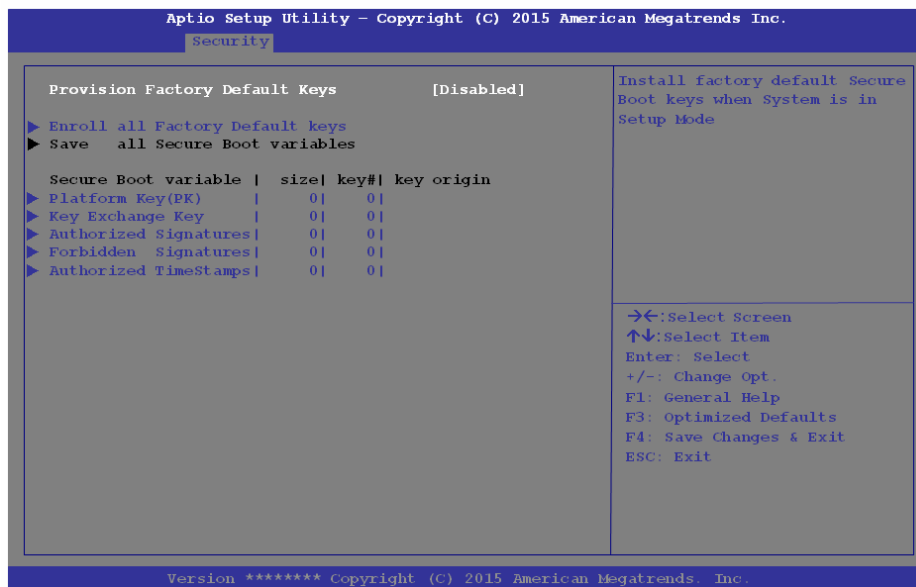 Aptio Setup Utility – Copyright (C) 2015 American Megatrends Inc.
Security
Provision Factory Default Keys [Disabled]
Enroll all Factory Default keys
Save all Secure Boot variables
Secure Boot variable | size| key#| key origin
Platform Key(PK) | 0| 0|
Key Exchange Key | 0| 0|
Authorized Signatures| 0| 0|
Forbidden Signatures| 0| 0|
Authorized TimeStamps| 0| 0|
Install factory default Secure
Boot keys when System is in
Setup Mode
→←:Select Screen
↑↓:Select Item
Enter: Select
+/-: Change Opt.
F1: General Help
F3: Optimized Defaults
F4: Save Changes & Exit
ESC: Exit
Version ******** Copyright (C) 2015 American Megatrends. Inc.